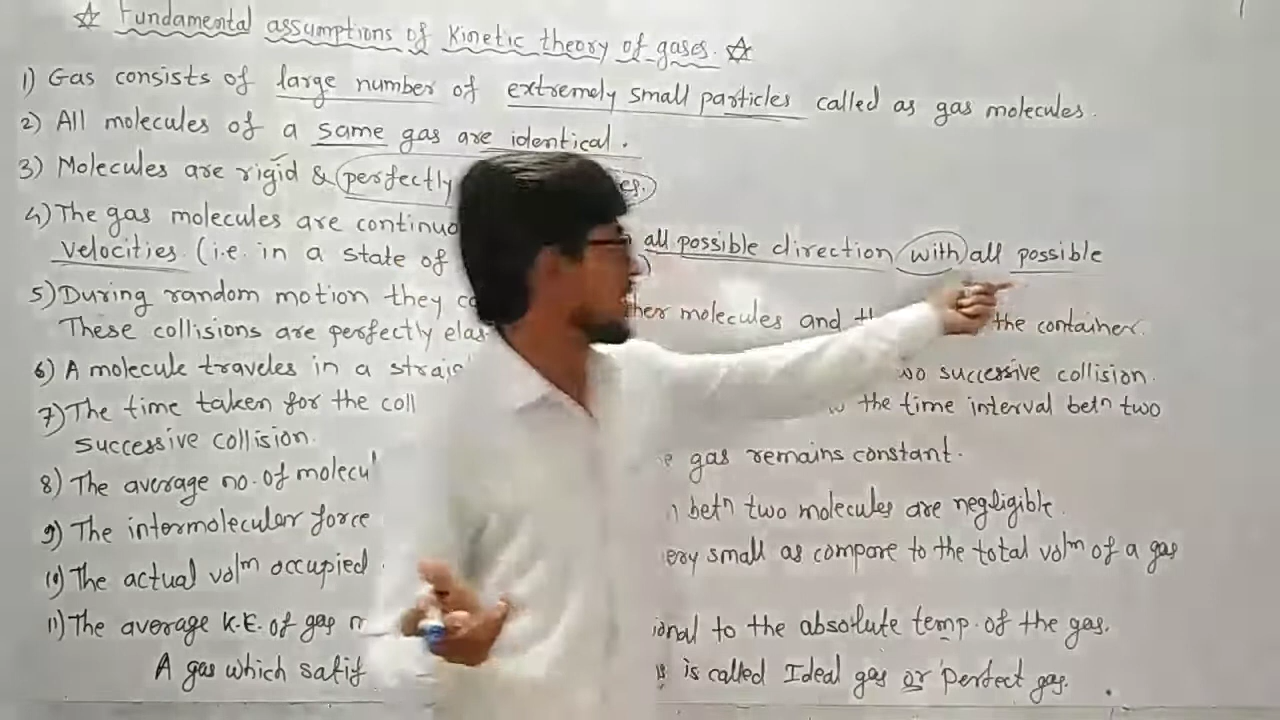 ☆ Fundamental assumptions of Kinetic theory of gases. ☆
1) Gas consists of large number of extremely small particles called as gas molecules.
2) All molecules of a same gas are identical.
3) Molecules are rigid & perfectly es.
4) The gas molecules are continuo all possible direction with all possible
velocities (i.e. in a state of )
5) During random motion they co ther molecules and th the container.
These collisions are perfectly elas
6) A molecule traveles in a straig wo successive collision.
7) The time taken for the coll the time interval betn two
successive collision.
8) The average no. of molecul e gas remains constant.
9) The intermolecular force betn two molecules are negligible.
10) The actual volm occupied ery small as compare to the total volm of a gas
11) The average K.E. of gas m ional to the absolute temp. of the gas.
A gas which satif s is called Ideal gas or perfect gas.